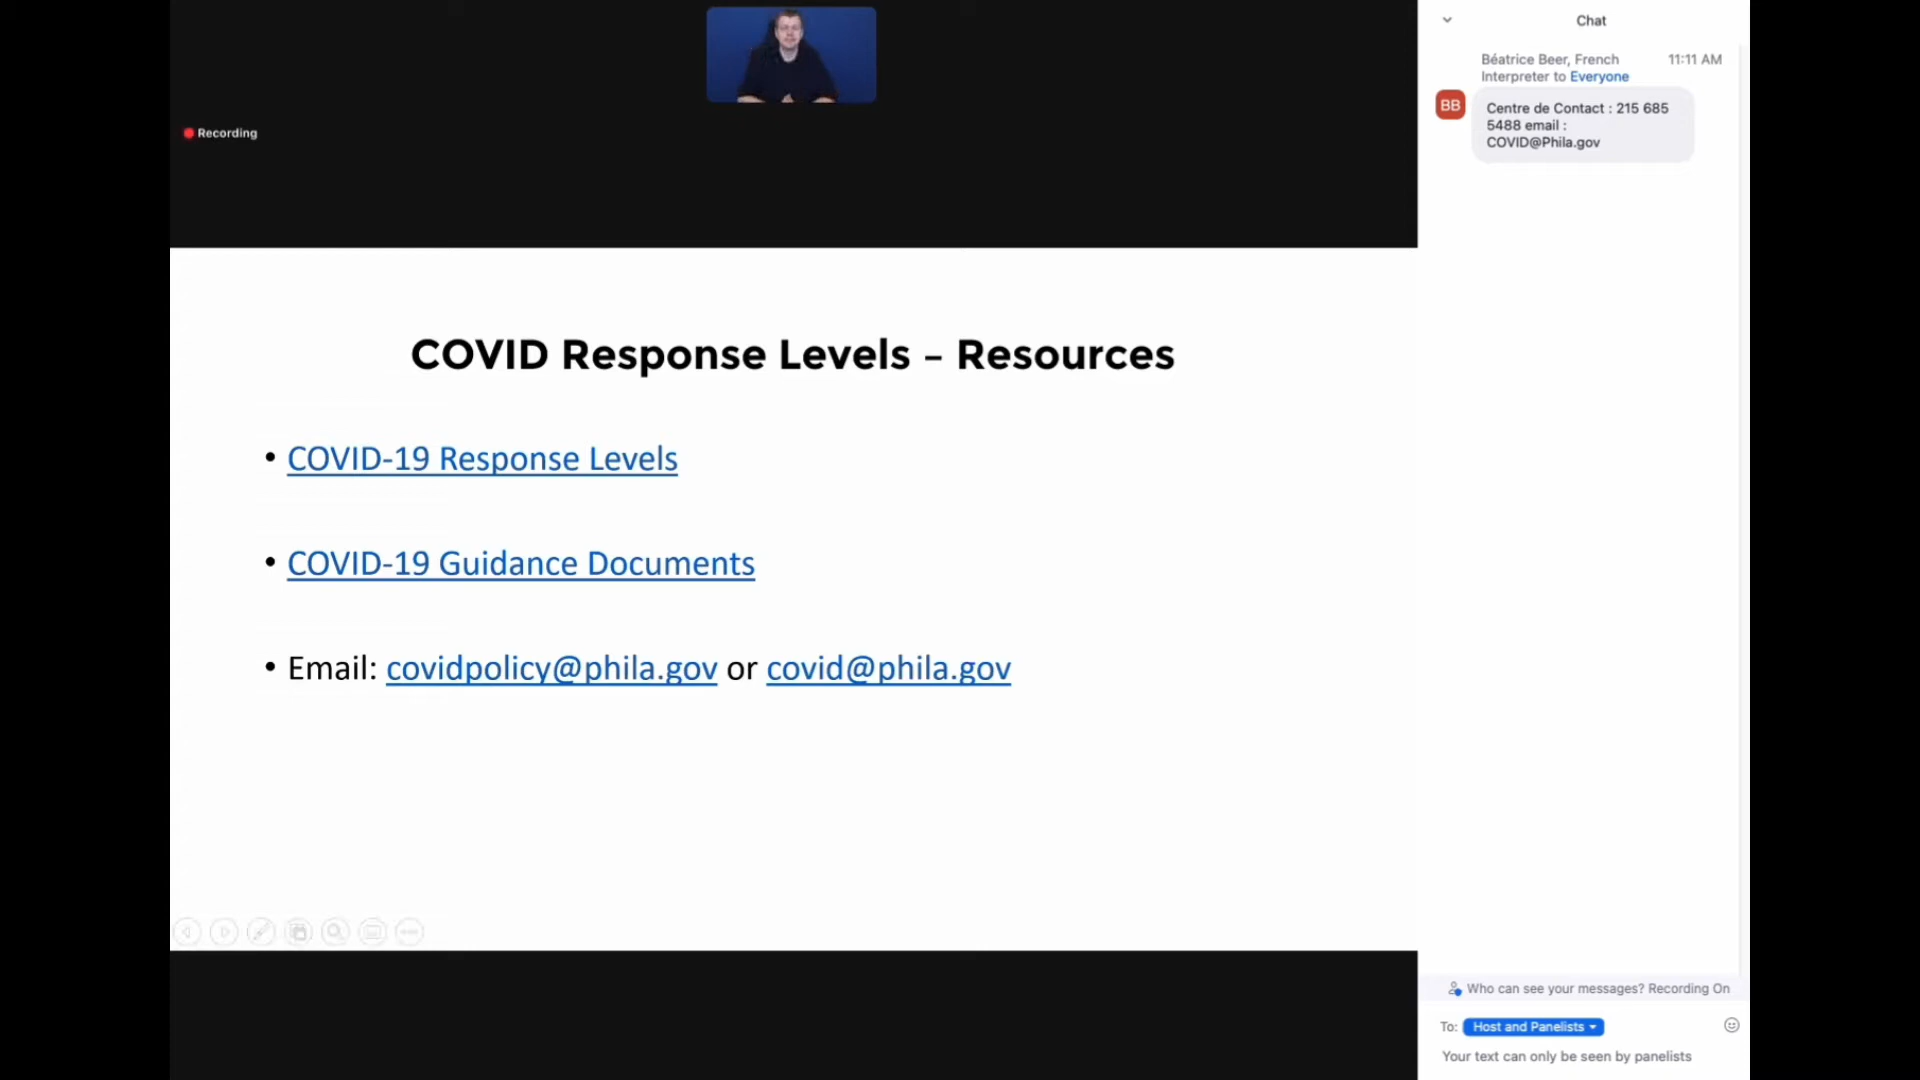 Recording
COVID Response Levels – Resources
• COVID-19 Response Levels
• COVID-19 Guidance Documents
• Email: covidpolicy@phila.gov or covid@phila.gov
Chat
Béatrice Beer, French
11:11 AM
Interpreter to Everyone
BB
Centre de Contact : 215 685
5488 email :
COVID@Phila.gov
Who can see your messages? Recording On
To: Host and Panelists
Your text can only be seen by panelists